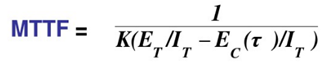 MTTF = 1
K(E_T/I_T – E_C(τ)/I_T)